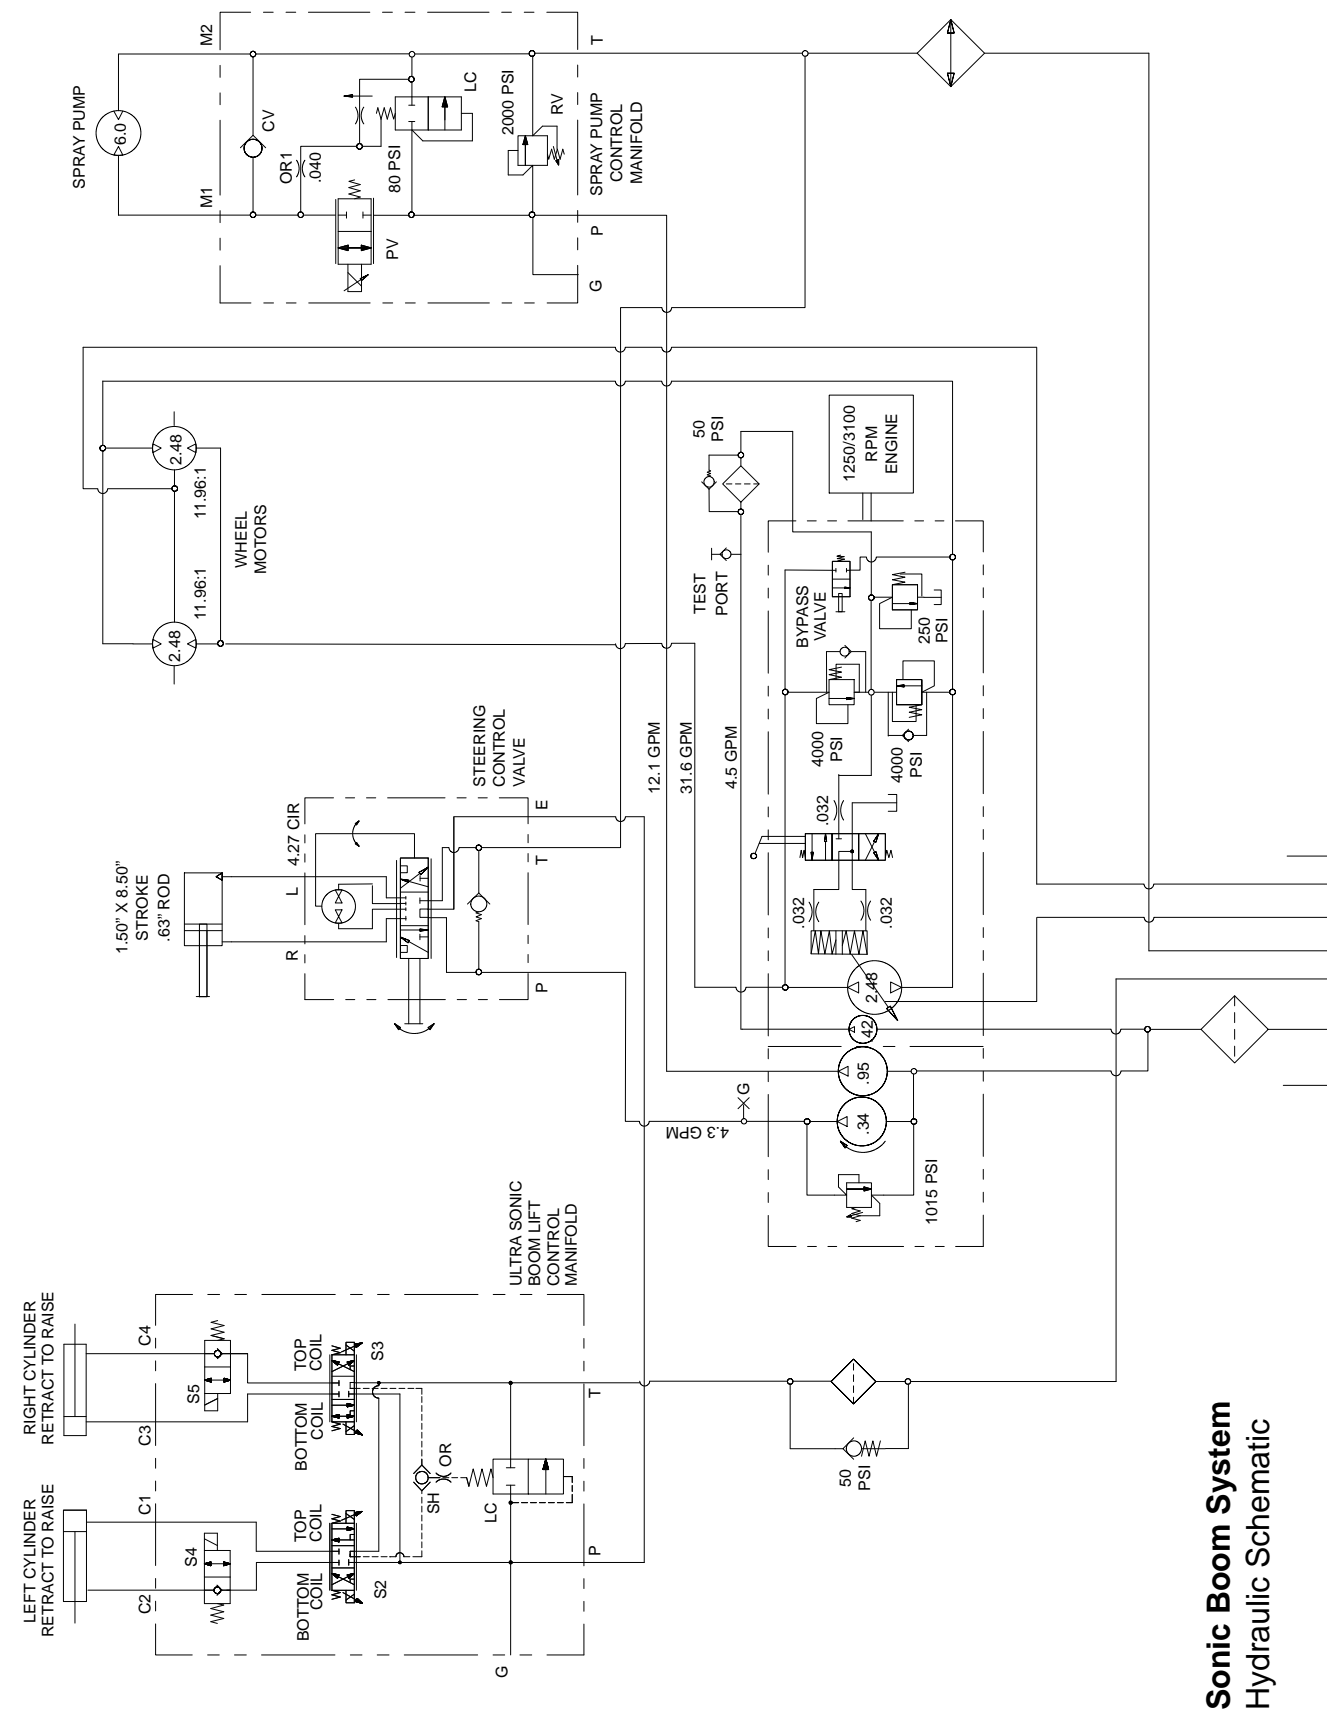 Sonic Boom System
Hydraulic Schematic
LEFT CYLINDER
RETRACT TO RAISE
RIGHT CYLINDER
RETRACT TO RAISE
C2
C1
C3
C4
S4
S5
BOTTOM
COIL
TOP
COIL
BOTTOM
COIL
TOP
COIL
S2
S3
SH
OR
LC
G
P
T
ULTRA SONIC
BOOM LIFT
CONTROL
MANIFOLD
50
PSI
1.50” X 8.50”
STROKE
.63” ROD
R
L
4.27 CIR
P
T
E
STEERING
CONTROL
VALVE
2.48
2.48
11.96:1
11.96:1
WHEEL
MOTORS
SPRAY PUMP
6.0
M1
M2
CV
OR1
.040
PV
80 PSI
LC
2000 PSI
RV
G
P
T
SPRAY PUMP
CONTROL
MANIFOLD
4.3 GPM
G
12.1 GPM
31.6 GPM
4.5 GPM
TEST
PORT
50
PSI
1015 PSI
.34
.95
.42
2.48
.032
.032
.032
4000
PSI
4000
PSI
BYPASS
VALVE
250
PSI
1250/3100
RPM
ENGINE